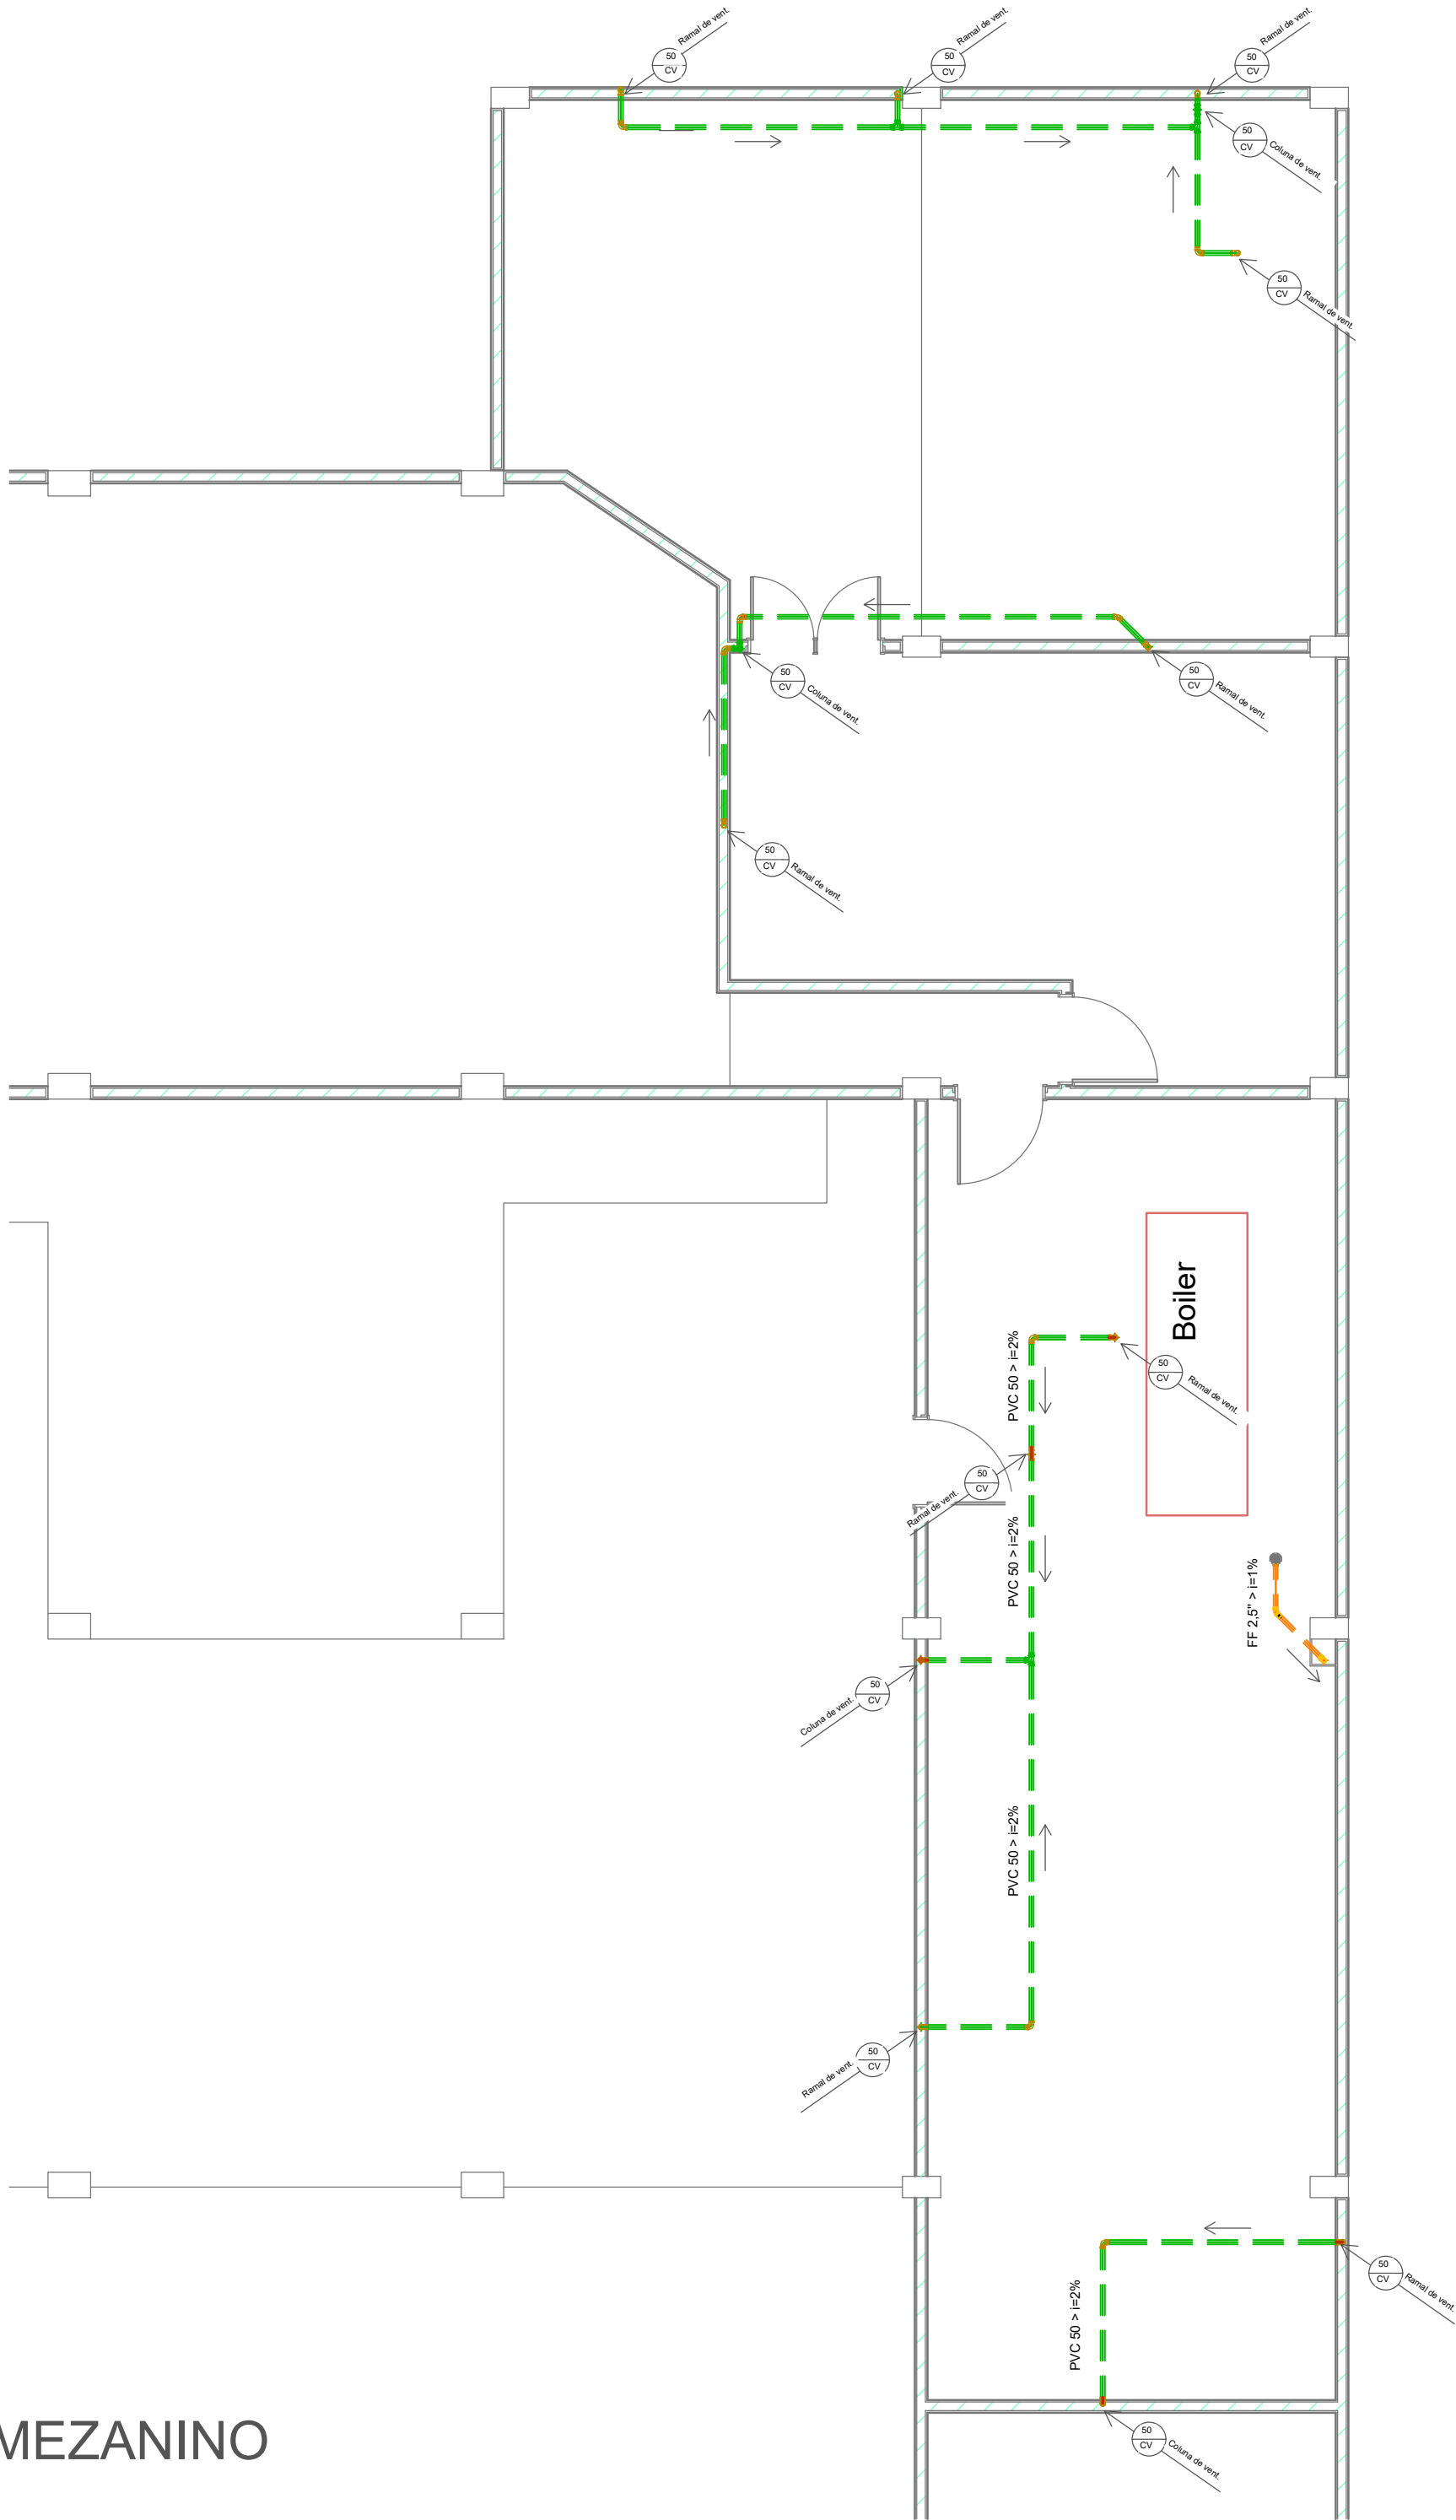 Ramal de vent.
50
CV
Ramal de vent.
50
CV
Ramal de vent.
50
CV
50
CV
Coluna de vent.
50
CV
Ramal de vent.
50
CV
Coluna de vent.
50
CV
Ramal de vent.
50
CV
Ramal de vent.
Boiler
PVC 50 > i=2%
50
CV
Ramal de vent.
50
CV
Ramal de vent.
PVC 50 > i=2%
FF 2,5" > i=1%
50
CV
Coluna de vent.
PVC 50 > i=2%
50
CV
Ramal de vent.
50
CV
Ramal de vent.
PVC 50 > i=2%
50
CV
Coluna de vent.
MEZANINO